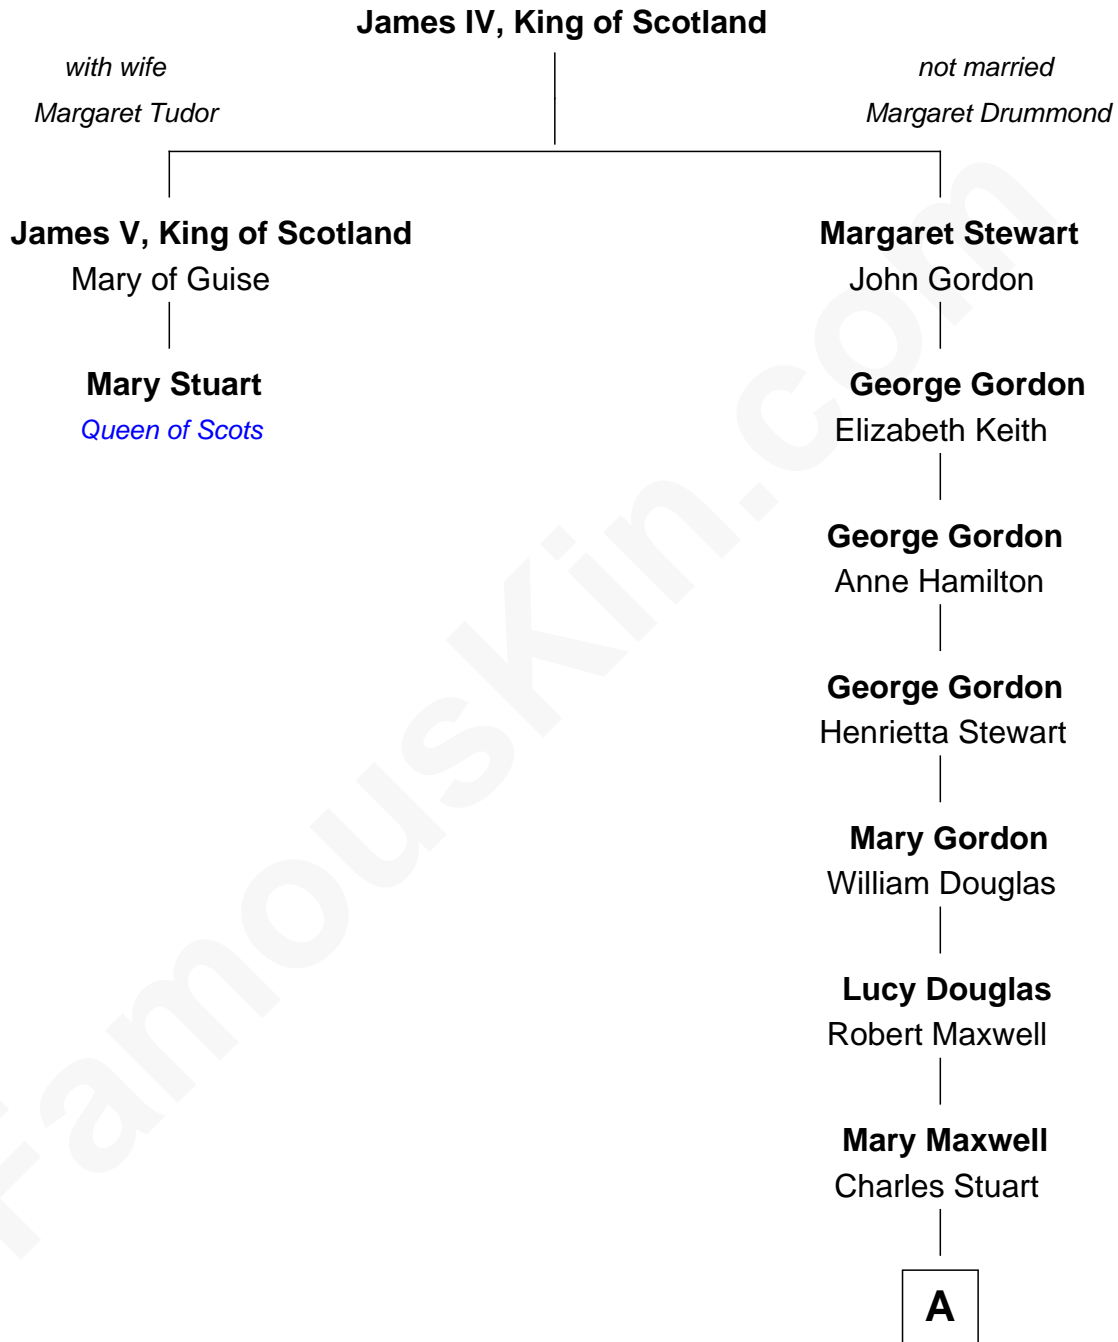 James IV, King of Scotland
with wife
Margaret Tudor
not married
Margaret Drummond
James V, King of Scotland
Mary of Guise
Margaret Stewart
John Gordon
Mary Stuart
Queen of Scots
George Gordon
Elizabeth Keith
George Gordon
Anne Hamilton
George Gordon
Henrietta Stewart
Mary Gordon
William Douglas
Lucy Douglas
Robert Maxwell
Mary Maxwell
Charles Stuart
A
FamousKin.com